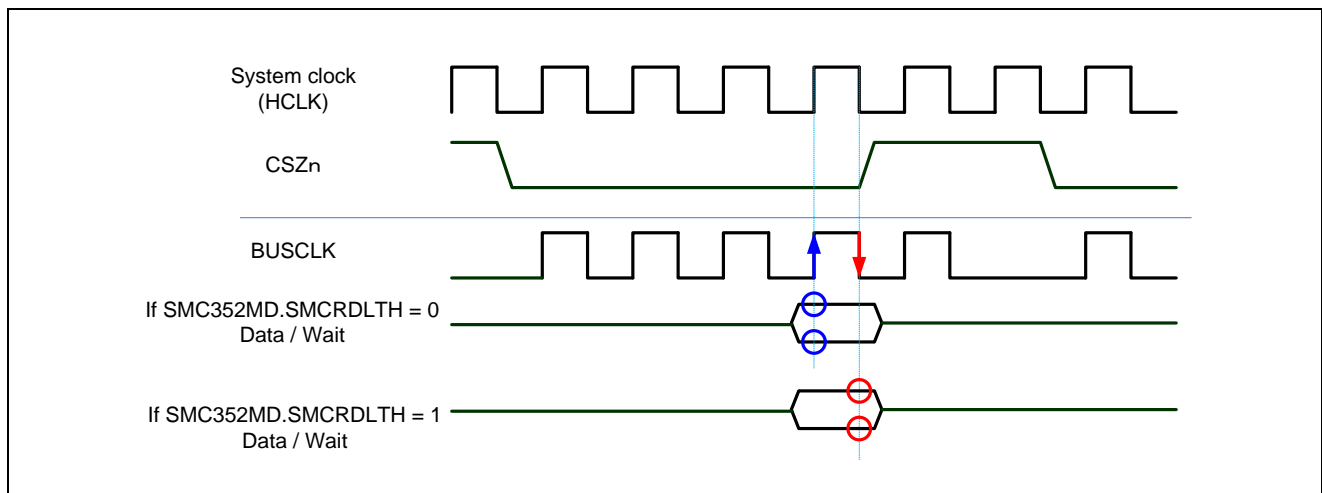 System clock
(HCLK)
CSZn
BUSCLK
If SMC352MD.SMCRDLTH = 0
Data / Wait
If SMC352MD.SMCRDLTH = 1
Data / Wait